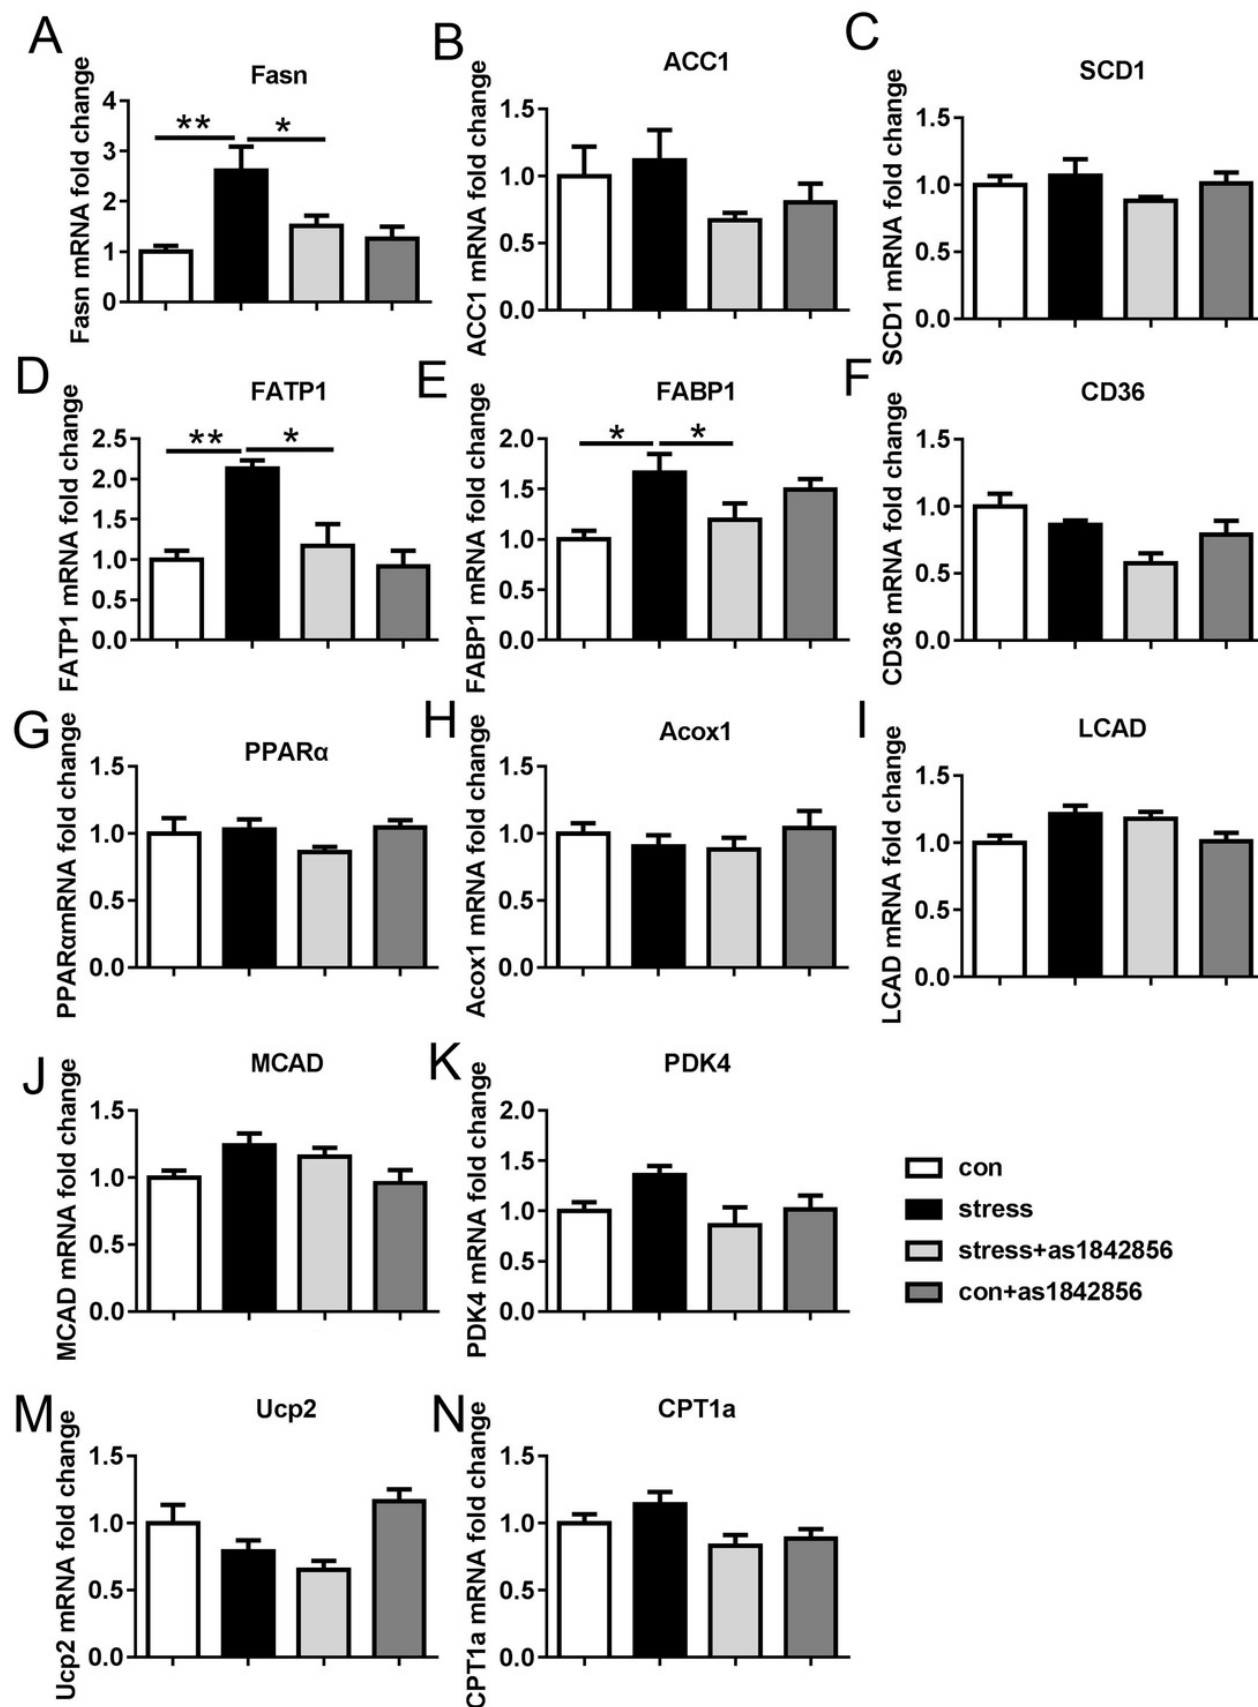 A
Fasn
Fasn mRNA fold change
4
3
2
1
0
**
*
B
ACC1
ACC1 mRNA fold change
1.5
1.0
0.5
0.0
C
SCD1
SCD1 mRNA fold change
1.5
1.0
0.5
0.0
D
FATP1
FATP1 mRNA fold change
2.5
2.0
1.5
1.0
0.5
0.0
**
*
E
FABP1
FABP1 mRNA fold change
2.0
1.5
1.0
0.5
0.0
*
*
F
CD36
CD36 mRNA fold change
1.5
1.0
0.5
0.0
G
PPARα
PPARαmRNA fold change
1.5
1.0
0.5
0.0
H
Acox1
Acox1 mRNA fold change
1.5
1.0
0.5
0.0
I
LCAD
LCAD mRNA fold change
1.5
1.0
0.5
0.0
J
MCAD
MCAD mRNA fold change
1.5
1.0
0.5
0.0
K
PDK4
PDK4 mRNA fold change
2.0
1.5
1.0
0.5
0.0
con
stress
stress+as1842856
con+as1842856
M
Ucp2
Ucp2 mRNA fold change
1.5
1.0
0.5
0.0
N
CPT1a
CPT1a mRNA fold change
1.5
1.0
0.5
0.0